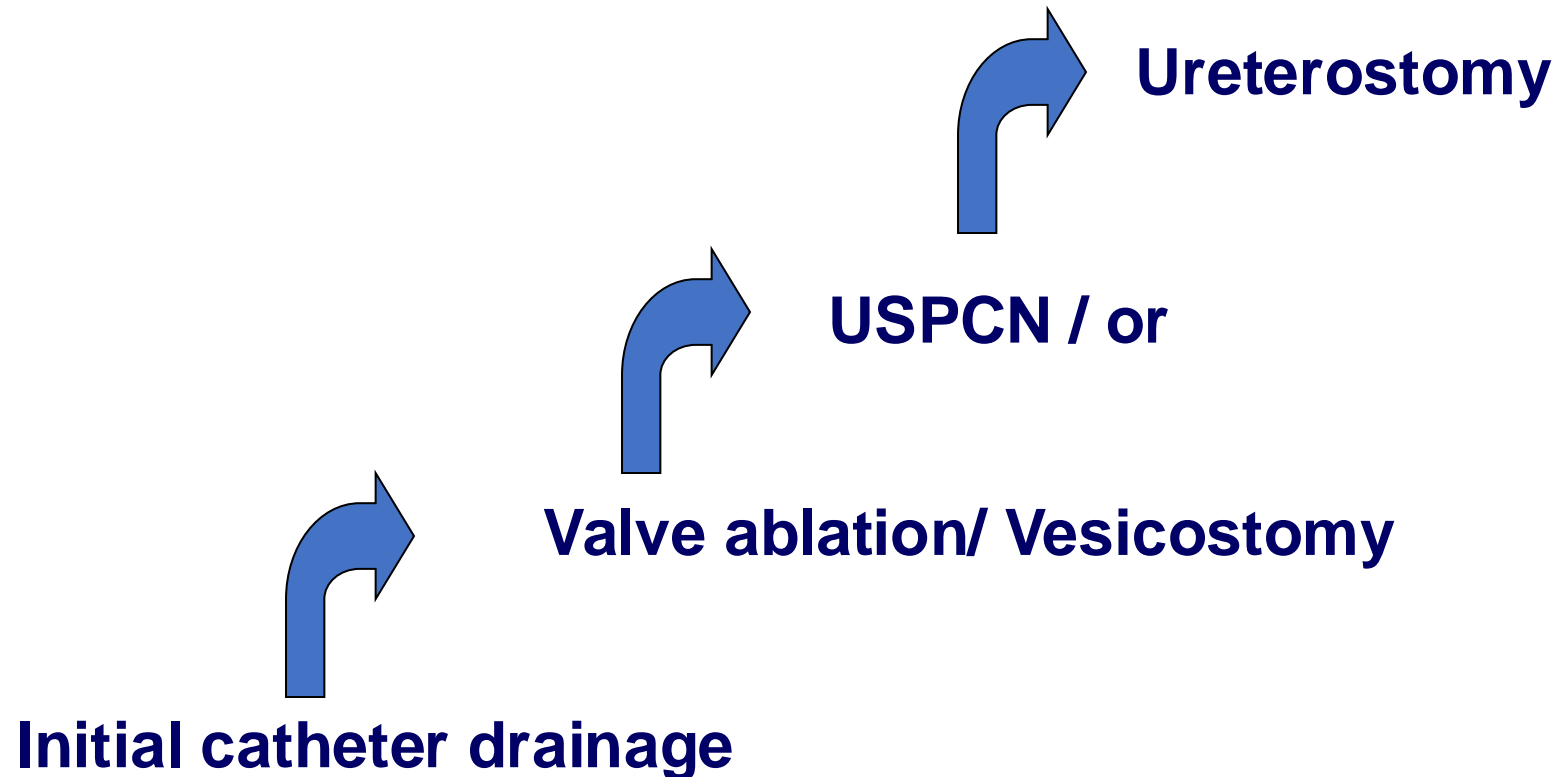 Ureterostomy
USPCN / or
Valve ablation/ Vesicostomy
Initial catheter drainage